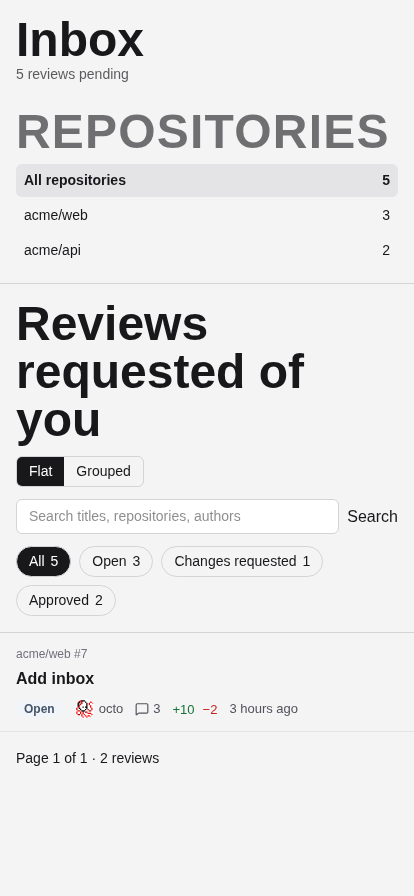 Inbox
5 reviews pending
REPOSITORIES
All repositories 5
acme/web 3
acme/api 2
Reviews
requested of
you
Flat Grouped
Search titles, repositories, authors Search
All 5 Open 3 Changes requested 1
Approved 2
acme/web #7
Add inbox
Open octo 3 +10 −2 3 hours ago
Page 1 of 1 · 2 reviews